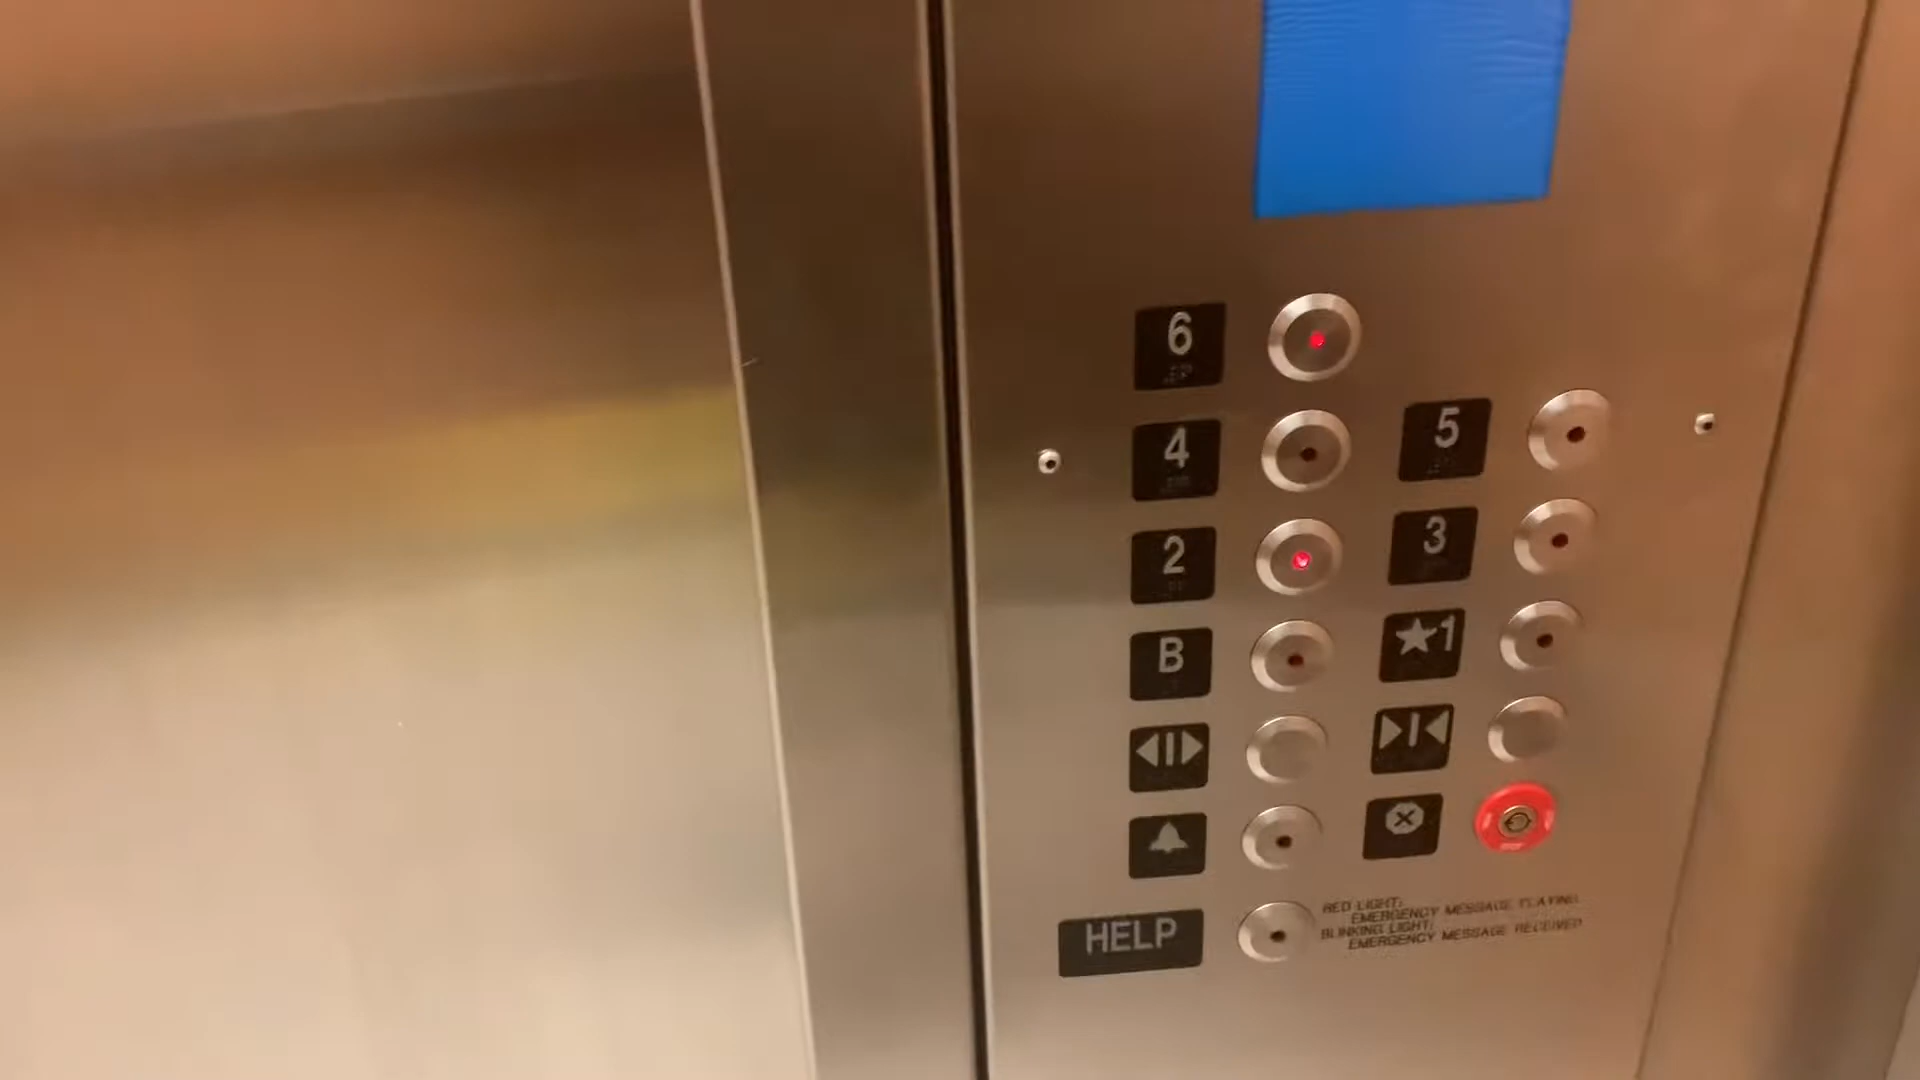 6
4
5
2
3
B
★1
HELP
RED LIGHT:
EMERGENCY MESSAGE PLAYING
BLINKING LIGHT:
EMERGENCY MESSAGE RECEIVED